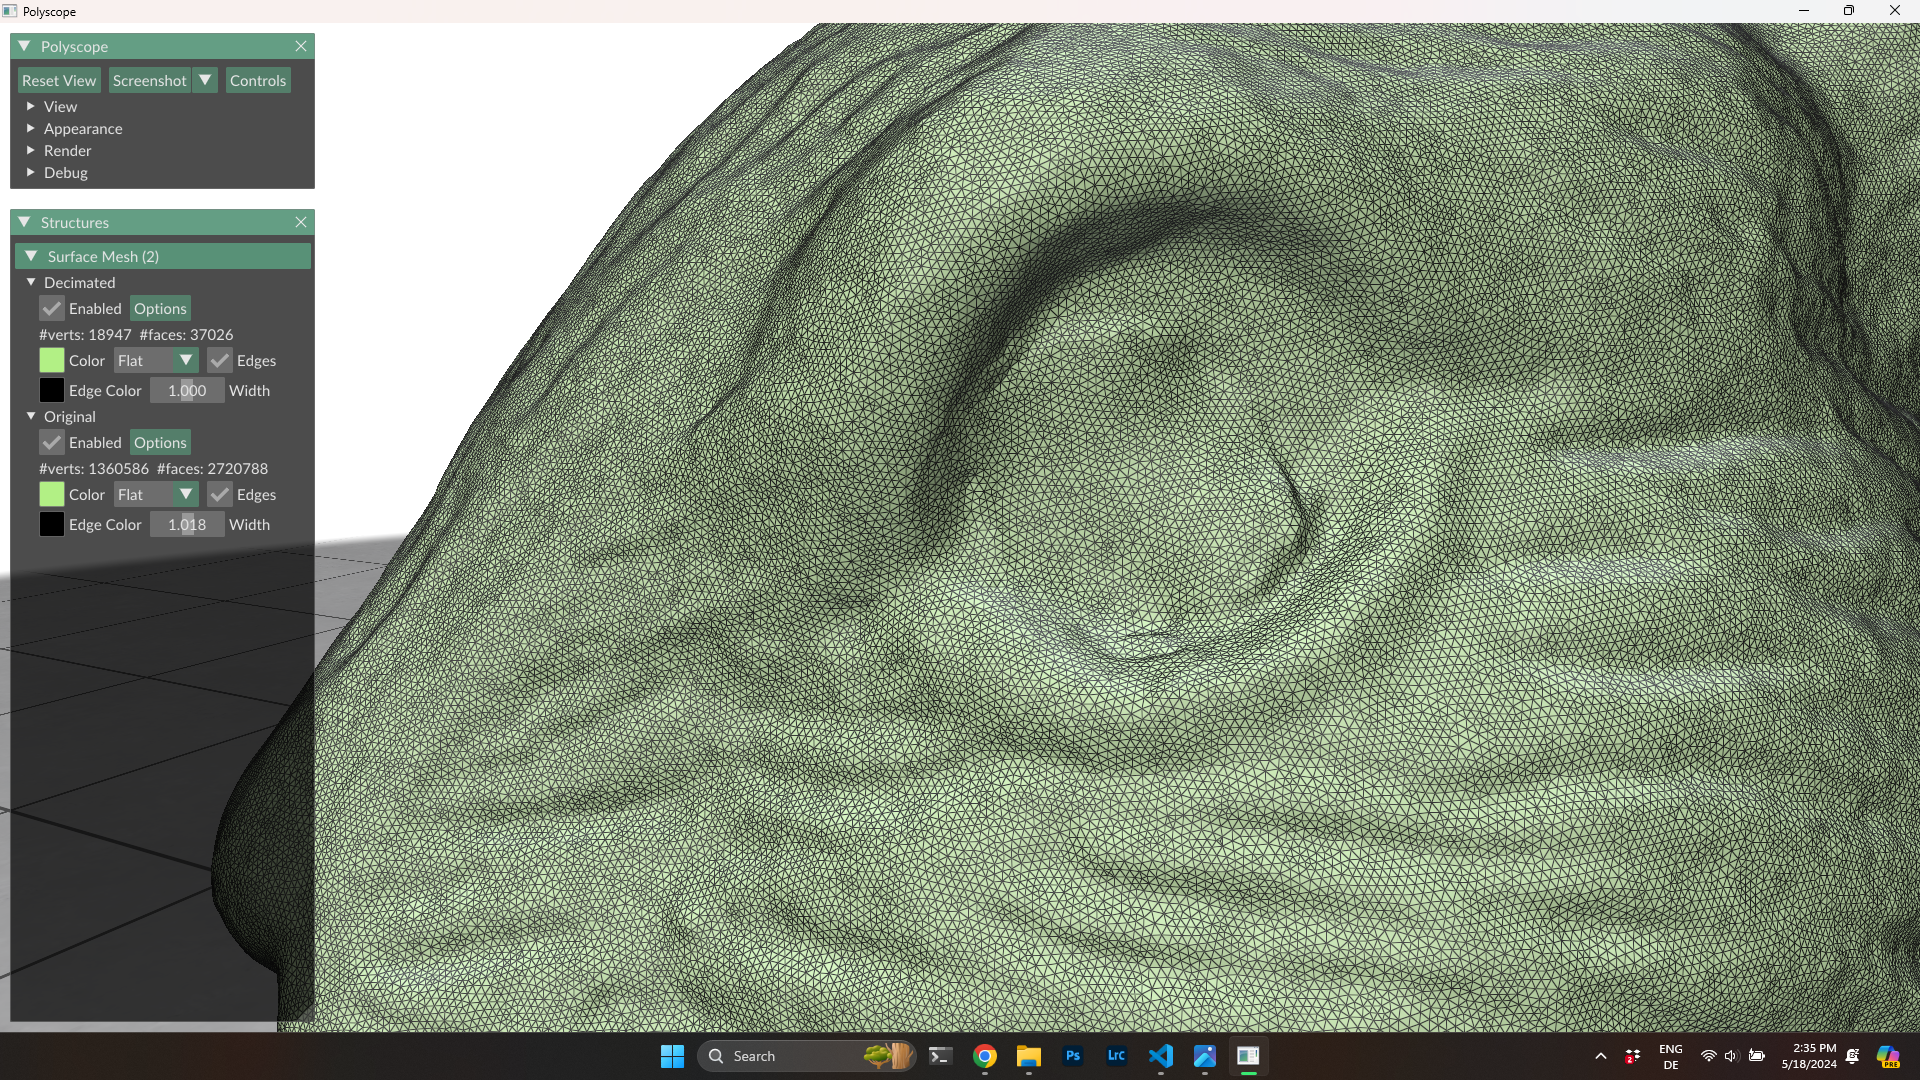 Polyscope
Polyscope
Reset View Screenshot Controls
View
Appearance
Render
Debug
Structures
Surface Mesh (2)
Decimated
Enabled Options
#verts: 18947 #faces: 37026
Color Flat Edges
Edge Color 1.000 Width
Original
Enabled Options
#verts: 1360586 #faces: 2720788
Color Flat Edges
Edge Color 1.018 Width
Search
Ps
Lrc
2
ENG
DE
2:35 PM
5/18/2024
PRE